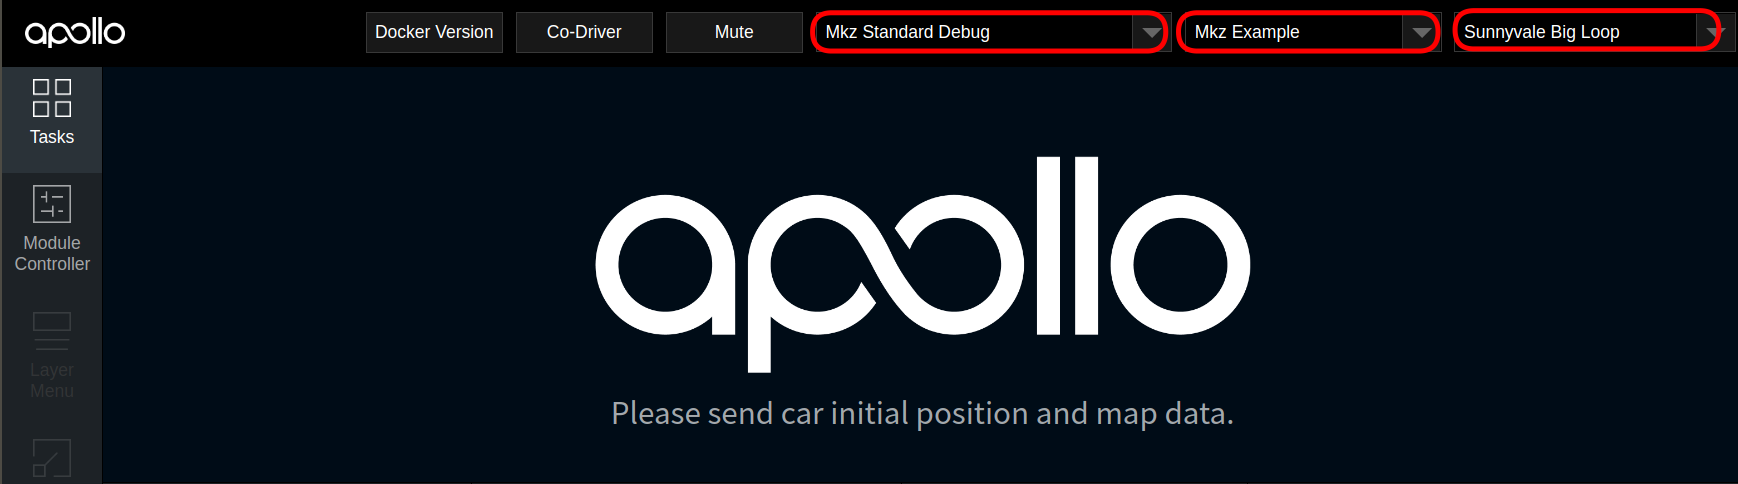 apollo
Docker Version
Co-Driver
Mute
Mkz Standard Debug
Mkz Example
Sunnyvale Big Loop
Tasks
Module
Controller
Layer
Menu
apollo
Please send car initial position and map data.